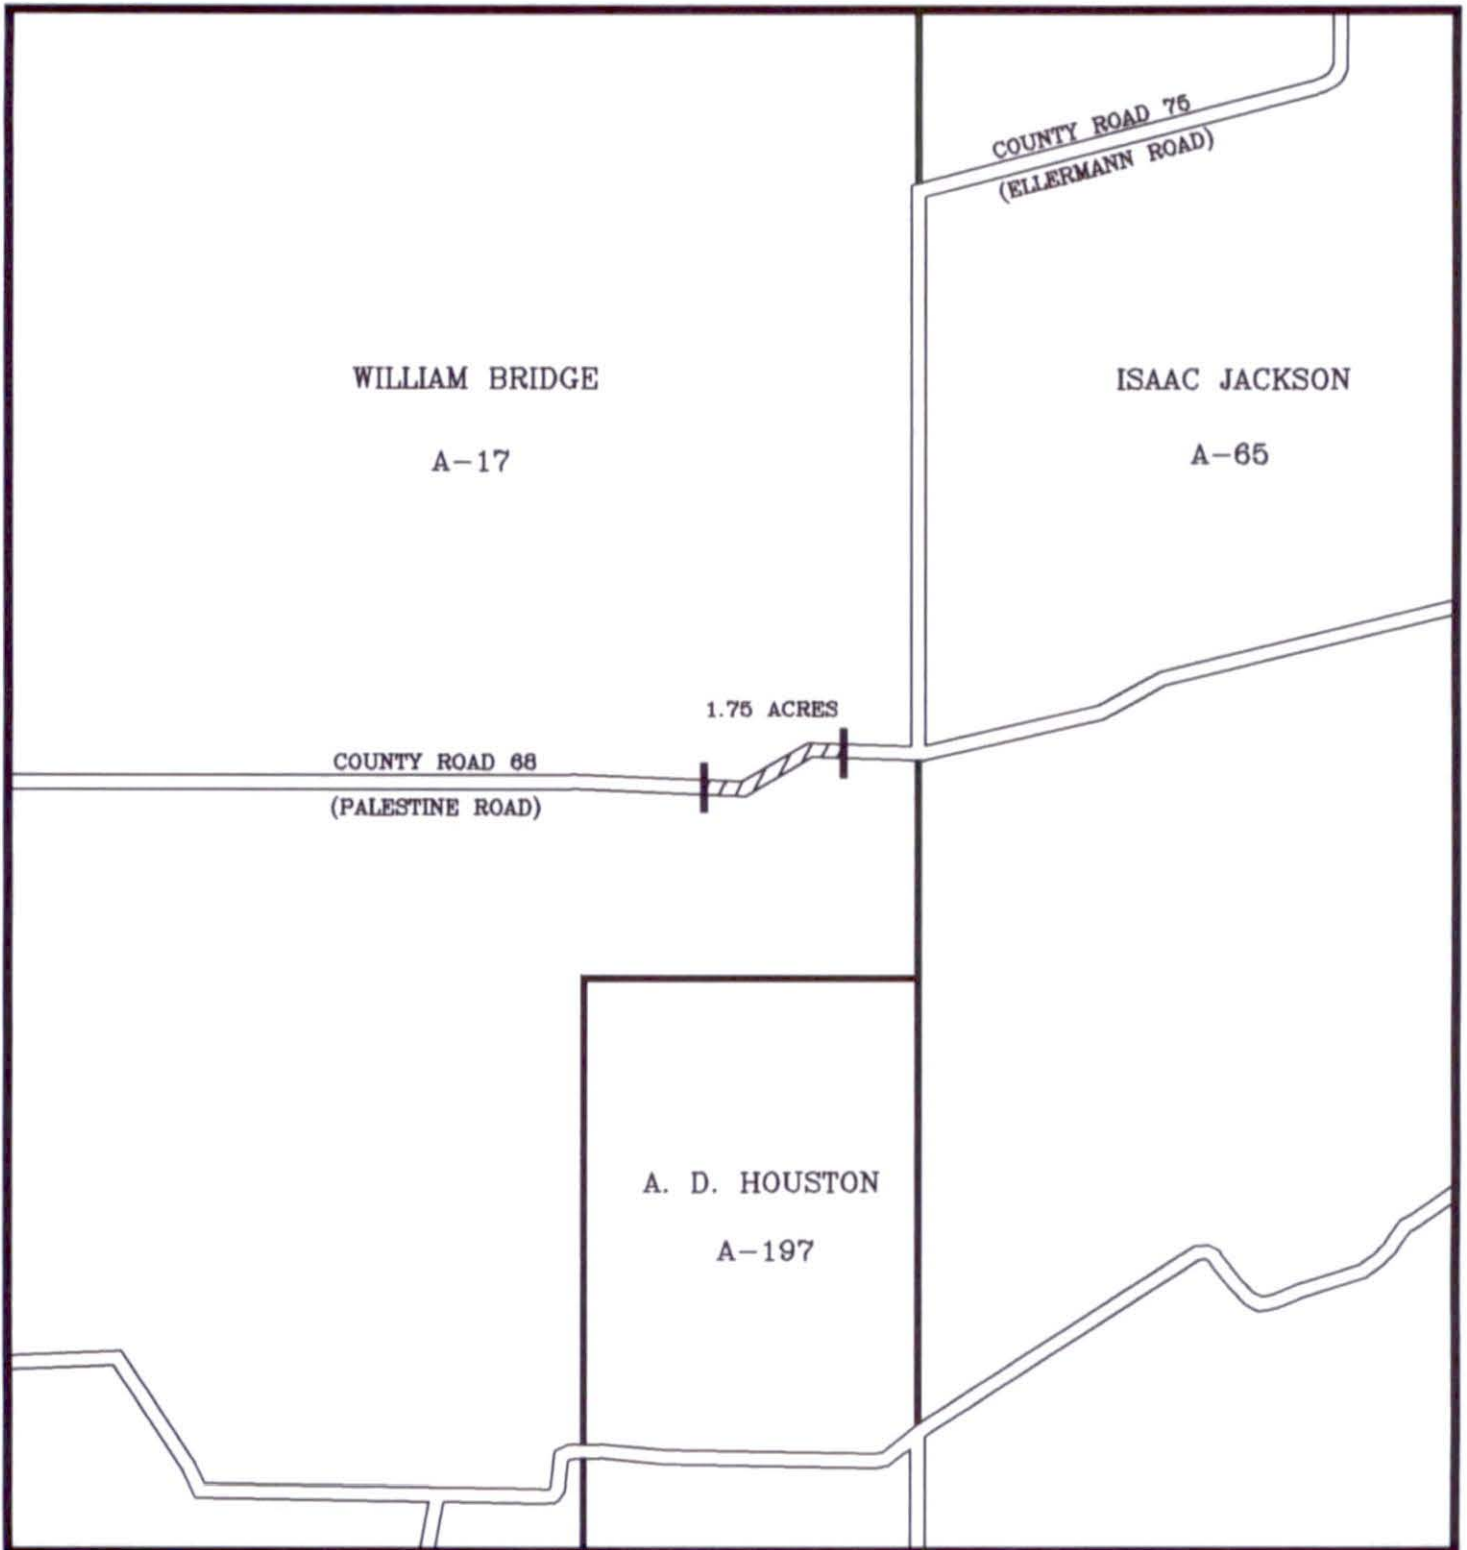 COUNTY ROAD 75
(ELLERMANN ROAD)
WILLIAM BRIDGE
A-17
ISAAC JACKSON
A-65
1.75 ACRES
COUNTY ROAD 68
(PALESTINE ROAD)
A. D. HOUSTON
A-197